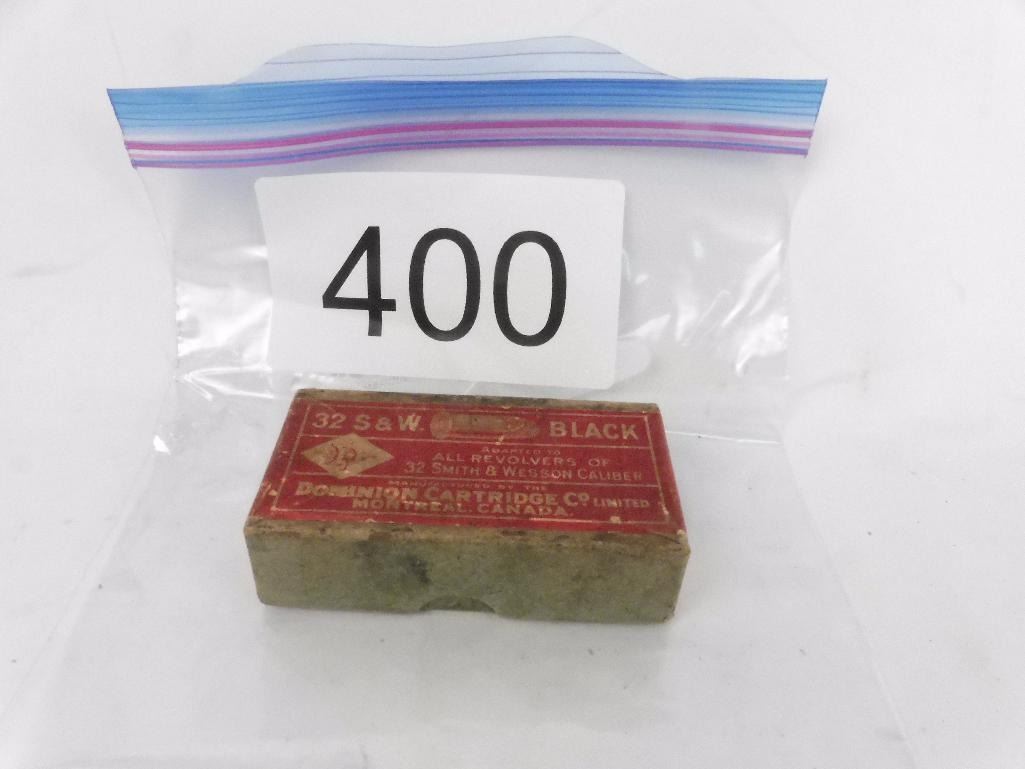 400
32 S & W. BLACK
ADAPTED TO
ALL REVOLVERS OF
32 SMITH & WESSON CALIBER
MANUFACTURED BY THE
DOMINION CARTRIDGE CO LIMITED
MONTREAL, CANADA.